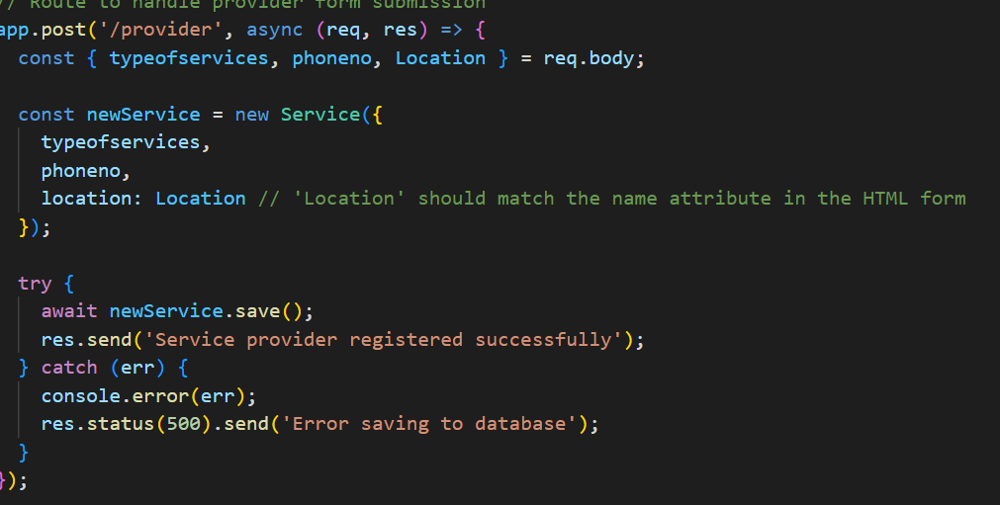 // Route to handle provider form submission
app.post('/provider', async (req, res) => {
const { typeofservices, phoneno, Location } = req.body;
const newService = new Service({
typeofservices,
phoneno,
location: Location // 'Location' should match the name attribute in the HTML form
});
try {
await newService.save();
res.send('Service provider registered successfully');
} catch (err) {
console.error(err);
res.status(500).send('Error saving to database');
}
});